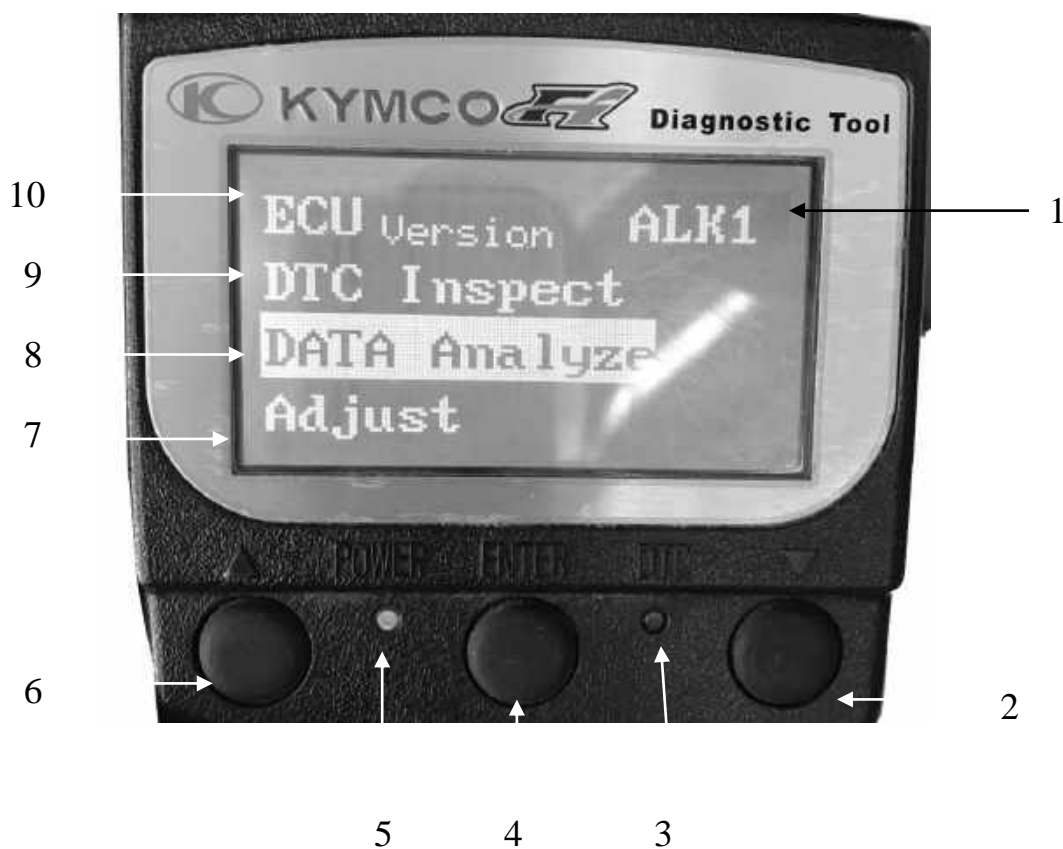 KYMCO Fi Diagnostic Tool
10
ECU Version ALK1
1
9
DTC Inspect
8
DATA Analyze
7
Adjust
POWER ENTER DTC
6
2
5 4 3